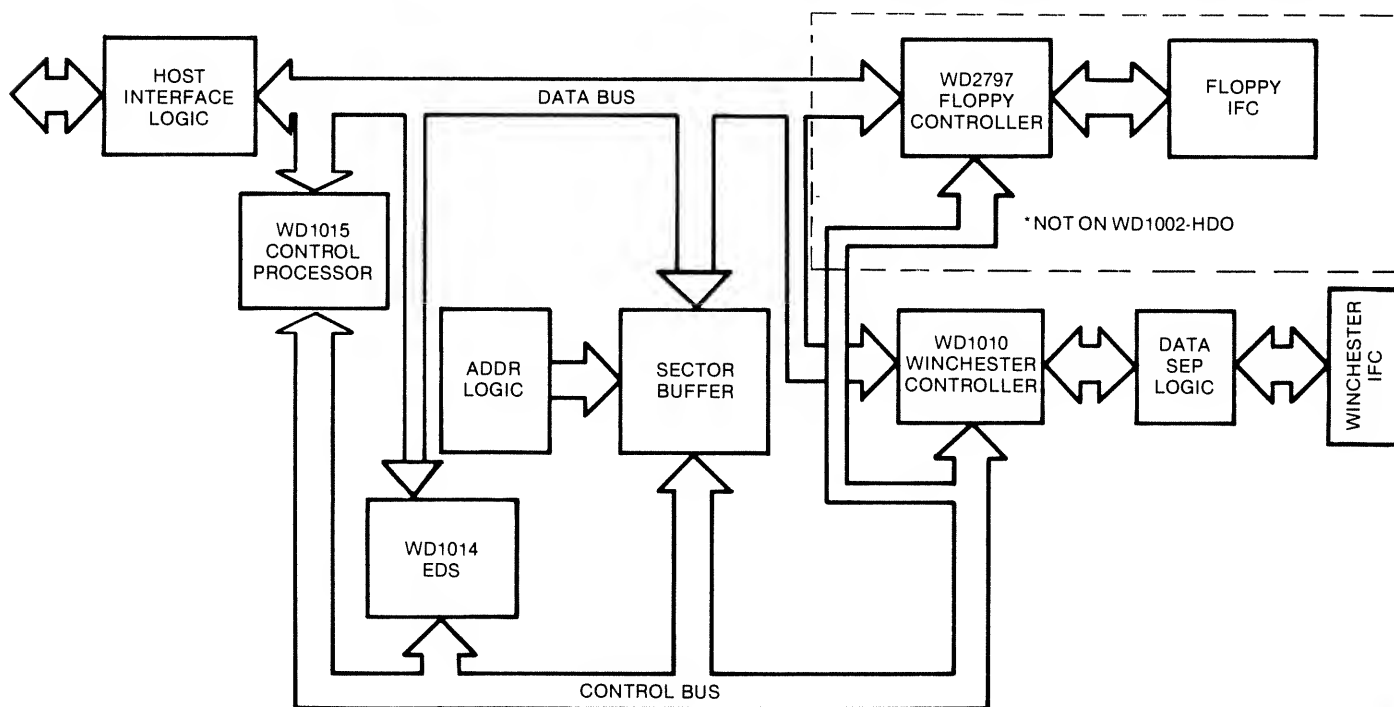 HOST
INTERFACE
LOGIC
DATA BUS
WD2797
FLOPPY
CONTROLLER
FLOPPY
IFC
WD1015
CONTROL
PROCESSOR
*NOT ON WD1002-HDO
ADDR
LOGIC
SECTOR
BUFFER
WD1010
WINCHESTER
CONTROLLER
DATA
SEP
LOGIC
WINCHESTER
IFC
WD1014
EDS
CONTROL BUS